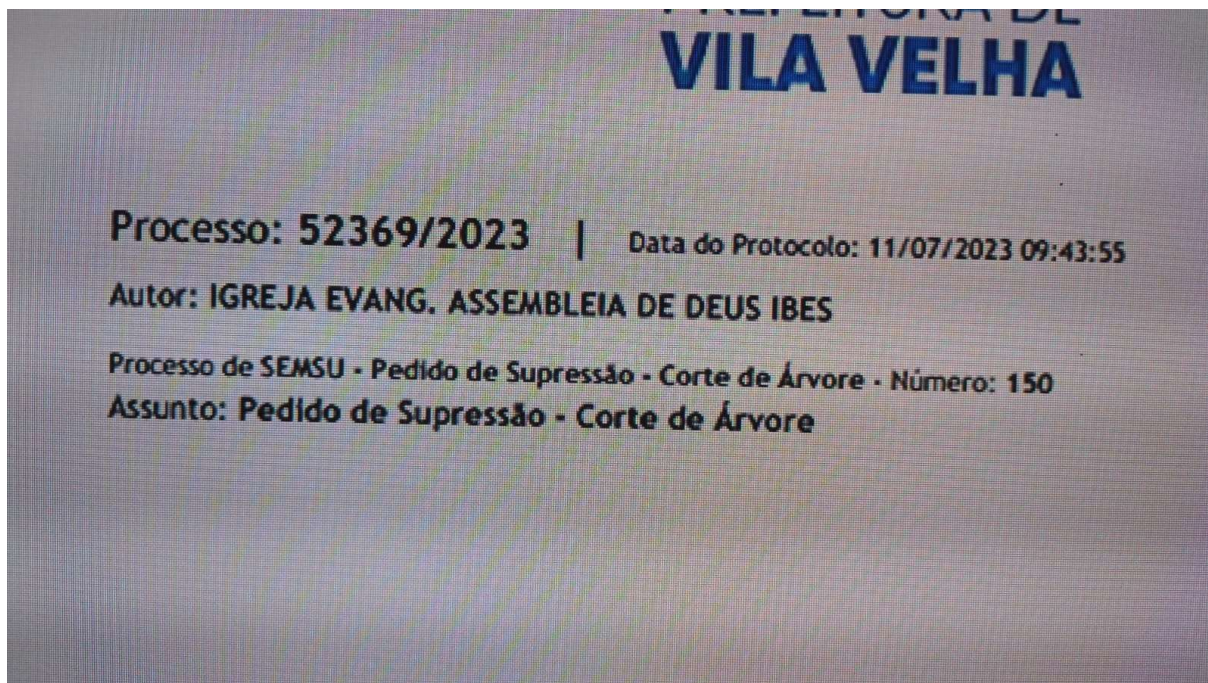 PREFEITURA DE
VILA VELHA
Processo: 52369/2023 | Data do Protocolo: 11/07/2023 09:43:55
Autor: IGREJA EVANG. ASSEMBLEIA DE DEUS IBES
Processo de SEMSU - Pedido de Supressão - Corte de Árvore - Número: 150
Assunto: Pedido de Supressão - Corte de Árvore